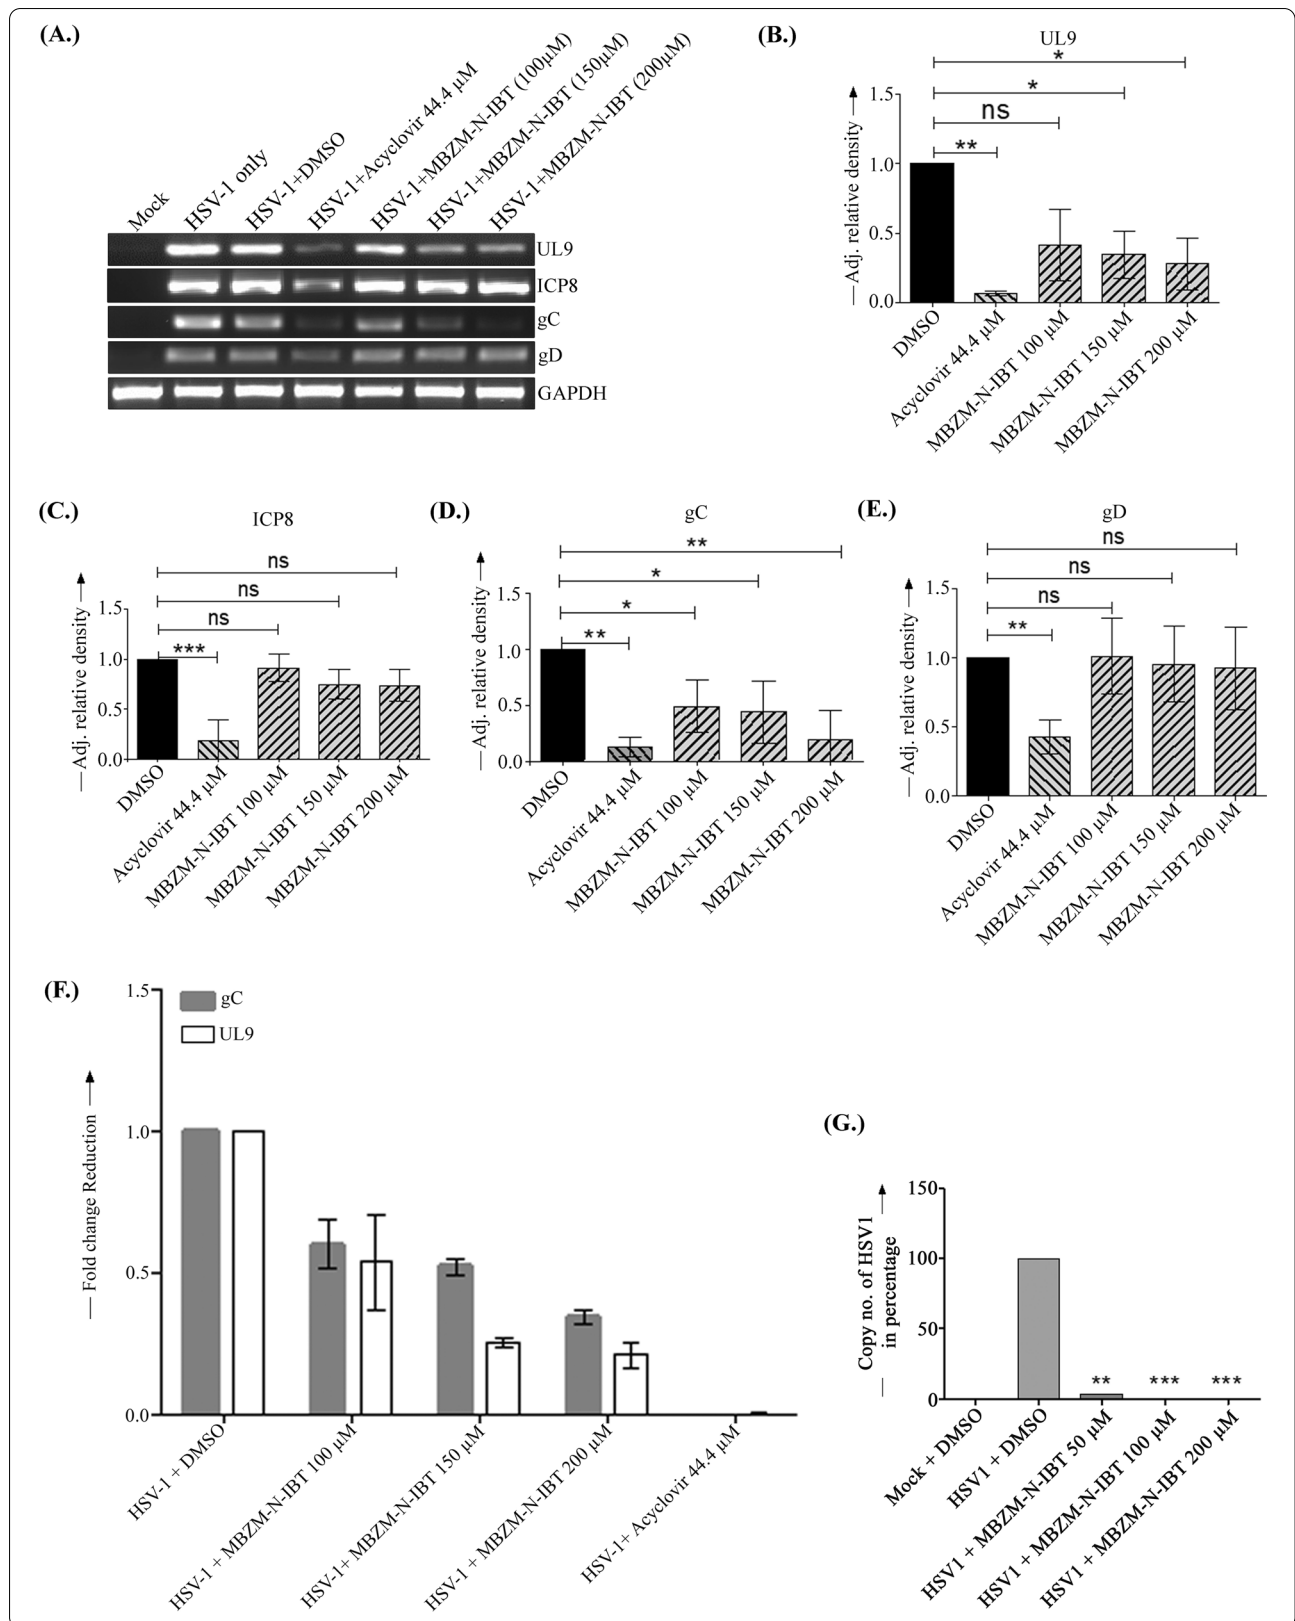 (A.)
Mock
HSV-1 only
HSV-1+DMSO
HSV-1+Acyclovir 44.4 µM
HSV-1+MBZM-N-IBT (100µM)
HSV-1+MBZM-N-IBT (150µM)
HSV-1+MBZM-N-IBT (200µM)
UL9
ICP8
gC
gD
GAPDH
(B.)
UL9
Adj. relative density
1.5
1.0
0.5
0.0
*
*
ns
**
DMSO
Acyclovir 44.4 µM
MBZM-N-IBT 100 µM
MBZM-N-IBT 150 µM
MBZM-N-IBT 200 µM
(C.)
ICP8
Adj. relative density
1.5
1.0
0.5
0.0
ns
ns
ns
***
DMSO
Acyclovir 44.4 µM
MBZM-N-IBT 100 µM
MBZM-N-IBT 150 µM
MBZM-N-IBT 200 µM
(D.)
gC
Adj. relative density
1.5
1.0
0.5
0.0
**
*
*
**
DMSO
Acyclovir 44.4 µM
MBZM-N-IBT 100 µM
MBZM-N-IBT 150 µM
MBZM-N-IBT 200 µM
(E.)
gD
Adj. relative density
1.5
1.0
0.5
0.0
ns
ns
ns
**
DMSO
Acyclovir 44.4 µM
MBZM-N-IBT 100 µM
MBZM-N-IBT 150 µM
MBZM-N-IBT 200 µM
(F.)
Fold change Reduction
1.5
1.0
0.5
0.0
gC
UL9
HSV-1 + DMSO
HSV-1 + MBZM-N-IBT 100 µM
HSV-1+ MBZM-N-IBT 150 µM
HSV-1 + MBZM-N-IBT 200 µM
HSV-1+ Acyclovir 44.4 µM
(G.)
Copy no. of HSV1
in percentage
150
100
50
0
**
***
***
Mock + DMSO
HSV1 + DMSO
HSV1 + MBZM-N-IBT 50 µM
HSV1 + MBZM-N-IBT 100 µM
HSV1 + MBZM-N-IBT 200 µM